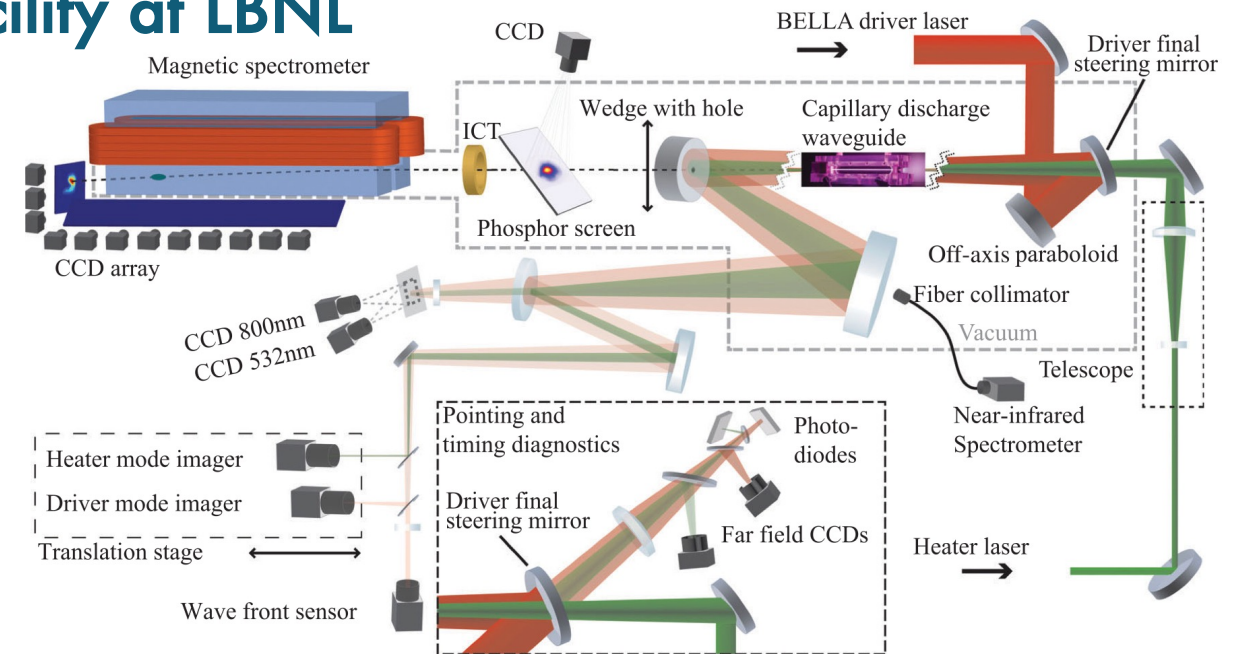 cility at LBNL
CCD
BELLA driver laser
Driver final
steering mirror
Magnetic spectrometer
Wedge with hole
Capillary discharge
waveguide
ICT
Phosphor screen
Off-axis paraboloid
CCD array
Fiber collimator
CCD 800nm
CCD 532nm
Vacuum
Telescope
Near-infrared
Spectrometer
Pointing and
timing diagnostics
Photo-
diodes
Heater mode imager
Driver mode imager
Driver final
steering mirror
Far field CCDs
Translation stage
Heater laser
Wave front sensor